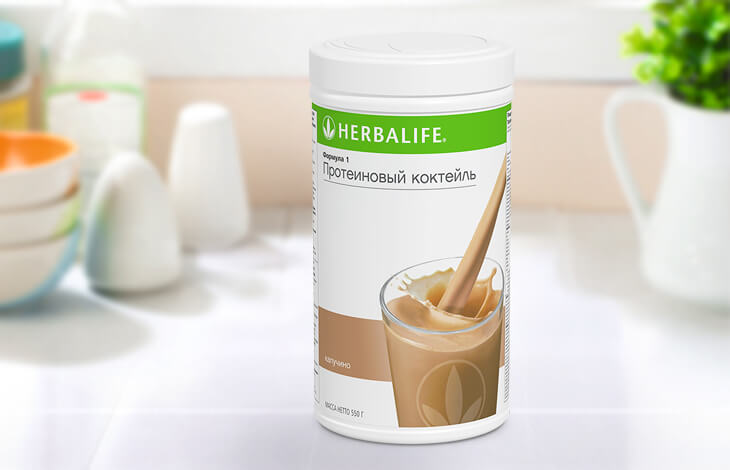 HERBALIFE®
Формула 1
Протеиновый коктейль
капучино
МАССА НЕТТО 550 Г